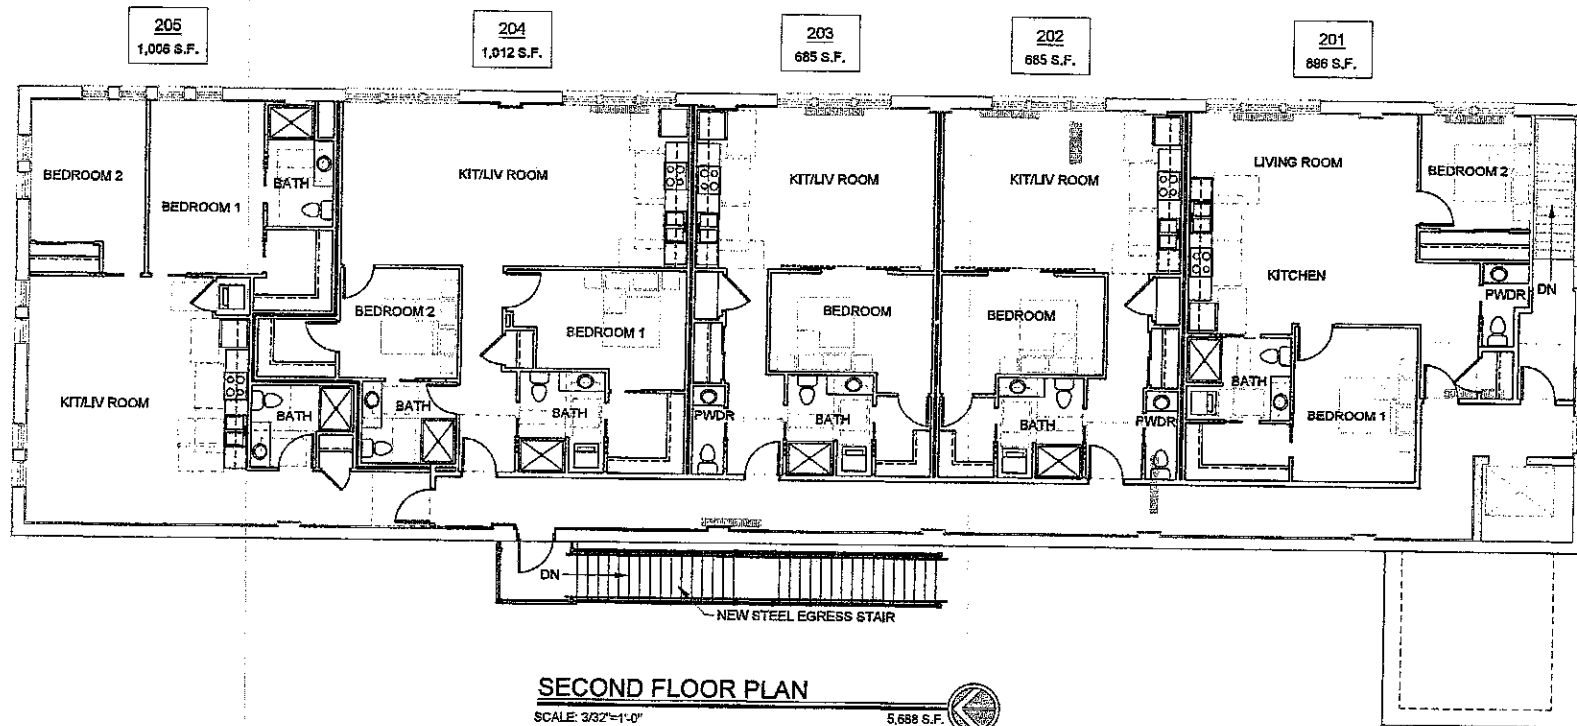 205
1,006 S.F.
204
1,012 S.F.
203
685 S.F.
202
685 S.F.
201
886 S.F.
BEDROOM 2
BEDROOM 1
BATH
KIT/LIV ROOM
KIT/LIV ROOM
KIT/LIV ROOM
LIVING ROOM
BEDROOM 2
KITCHEN
PWDR
DN
BEDROOM 2
BEDROOM 1
BEDROOM
BEDROOM
KIT/LIV ROOM
BATH
BATH
BATH
PWDR
BATH
BATH
PWDR
BATH
BEDROOM 1
DN
NEW STEEL EGRESS STAIR
SECOND FLOOR PLAN
SCALE: 3/32"=1'-0"
5,688 S.F.